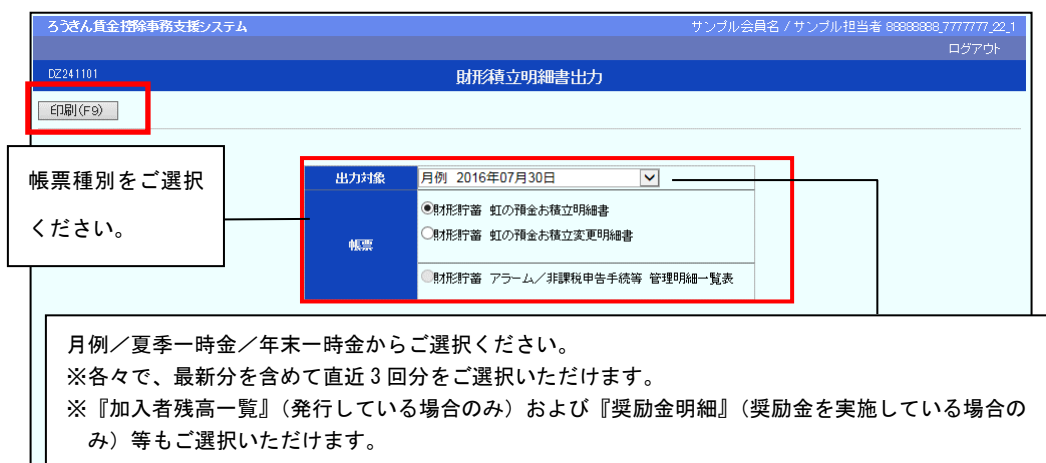 ろうきん賃金控除事務支援システム
サンプル会員名 / サンプル担当者 88888888_7777777_22_1
ログアウト
DZ241101
財形積立明細書出力
印刷(F9)
帳票種別をご選択
ください。
出力対象
月例 2016年07月30日
帳票
財形貯蓄 虹の預金お積立明細書
財形貯蓄 虹の預金お積立変更明細書
財形貯蓄 アラーム／非課税申告手続等 管理明細一覧表
月例／夏季一時金／年末一時金からご選択ください。
※各々で、最新分を含めて直近３回分をご選択いただけます。
※『加入者残高一覧』（発行している場合のみ）および『奨励金明細』（奨励金を実施している場合の
み）等もご選択いただけます。